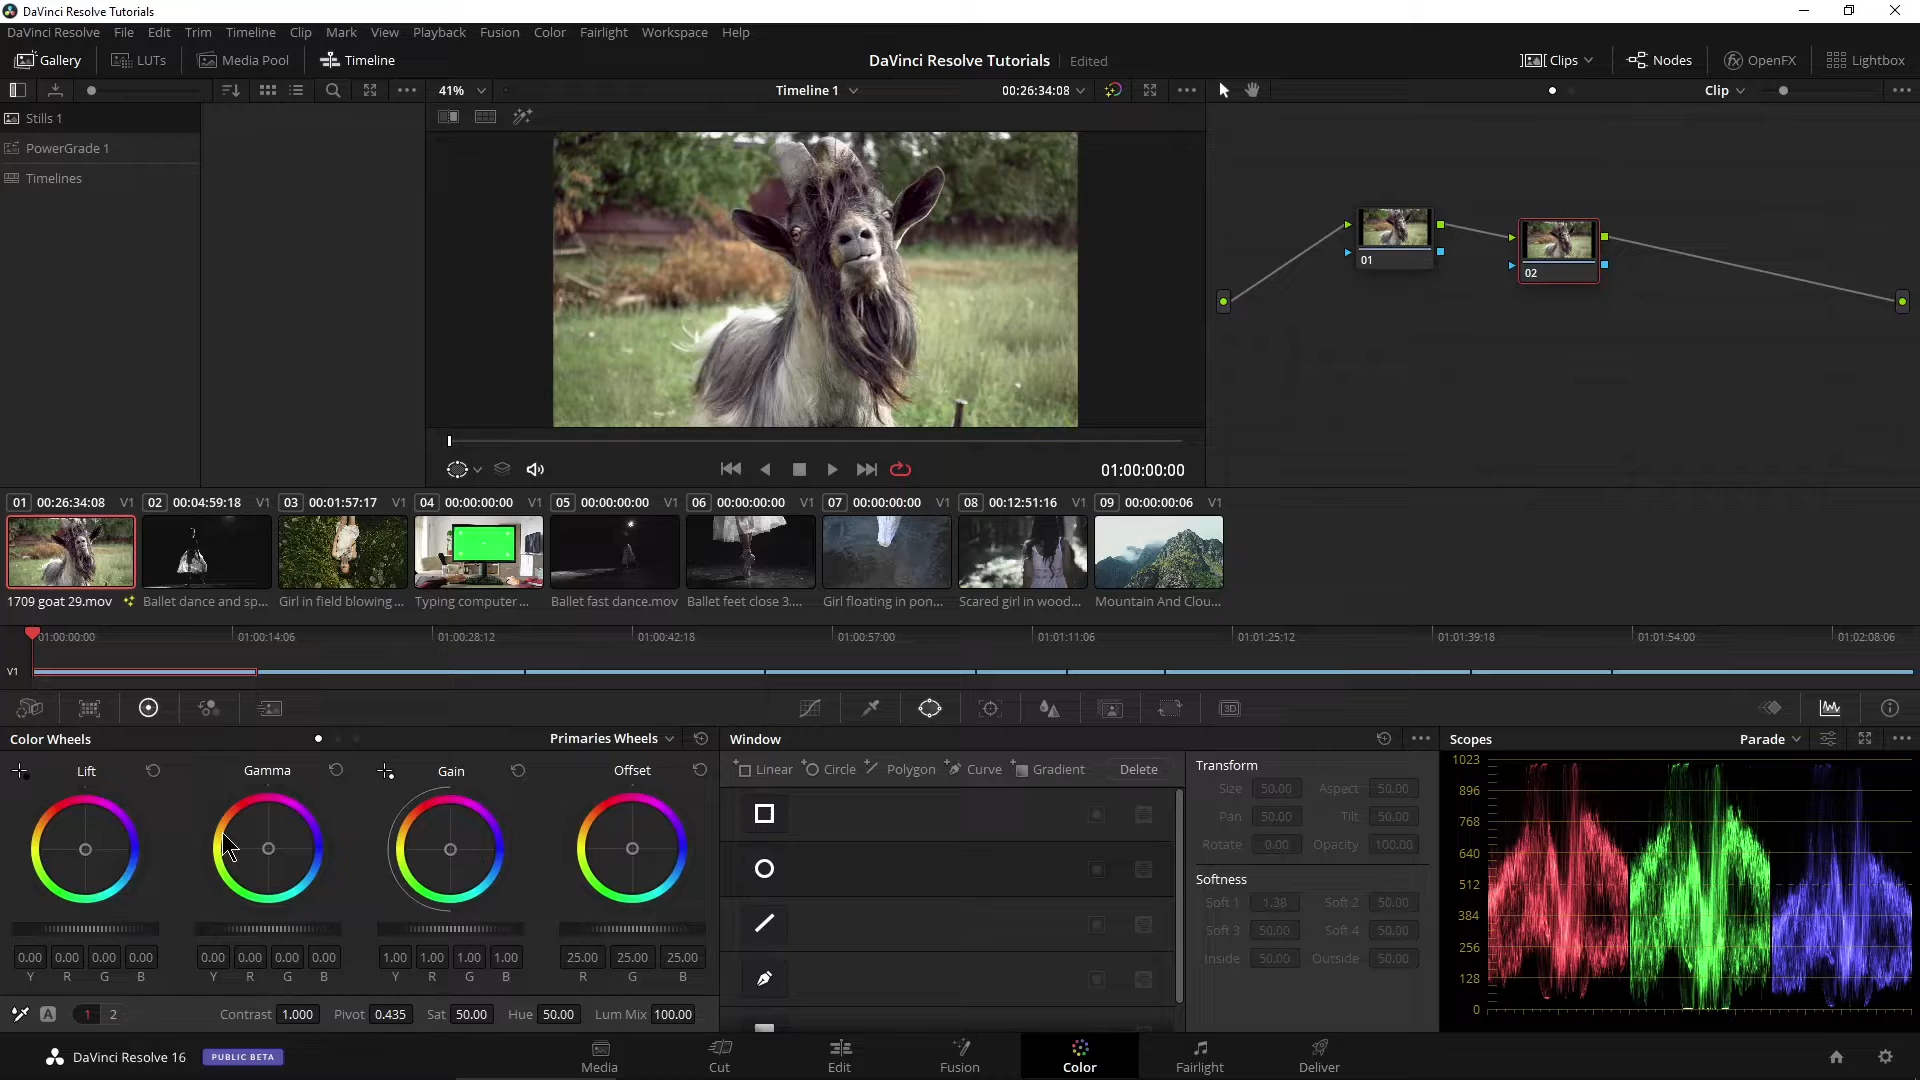 DaVinci Resolve Tutorials
DaVinci Resolve File Edit Trim Timeline Clip Mark View Playback Fusion Color Fairlight Workspace Help
Gallery LUTs Media Pool Timeline DaVinci Resolve Tutorials Edited Clips Nodes OpenFX Lightbox
41% Timeline 1 00:26:34:08 Clip
Stills 1
PowerGrade 1
Timelines
01
02
01:00:00:00
01 00:26:34:08 V1 02 00:04:59:18 V1 03 00:01:57:17 V1 04 00:00:00:00 V1 05 00:00:00:00 V1 06 00:00:00:00 V1 07 00:00:00:00 V1 08 00:12:51:16 V1 09 00:00:00:06 V1
1709 goat 29.mov Ballet dance and sp... Girl in field blowing ... Typing computer ... Ballet fast dance.mov Ballet feet close 3.... Girl floating in pon... Scared girl in wood... Mountain And Clou...
01:00:00:00 01:00:14:06 01:00:28:12 01:00:42:18 01:00:57:00 01:01:11:06 01:01:25:12 01:01:39:18 01:01:54:00 01:02:08:06
V1
3D
Color Wheels Primaries Wheels
Lift Gamma Gain Offset
0.00 0.00 0.00 0.00 0.00 0.00 0.00 0.00 1.00 1.00 1.00 1.00 25.00 25.00 25.00
Y R G B Y R G B Y R G B R G B
A 1 2 Contrast 1.000 Pivot 0.435 Sat 50.00 Hue 50.00 Lum Mix 100.00
Window
Linear Circle Polygon Curve Gradient Delete
Transform
Size 50.00 Aspect 50.00
Pan 50.00 Tilt 50.00
Rotate 0.00 Opacity 100.00
Softness
Soft 1 1.38 Soft 2 50.00
Soft 3 50.00 Soft 4 50.00
Inside 50.00 Outside 50.00
Scopes Parade
1023
896
768
640
512
384
256
128
0
DaVinci Resolve 16 PUBLIC BETA
Media Cut Edit Fusion Color Fairlight Deliver